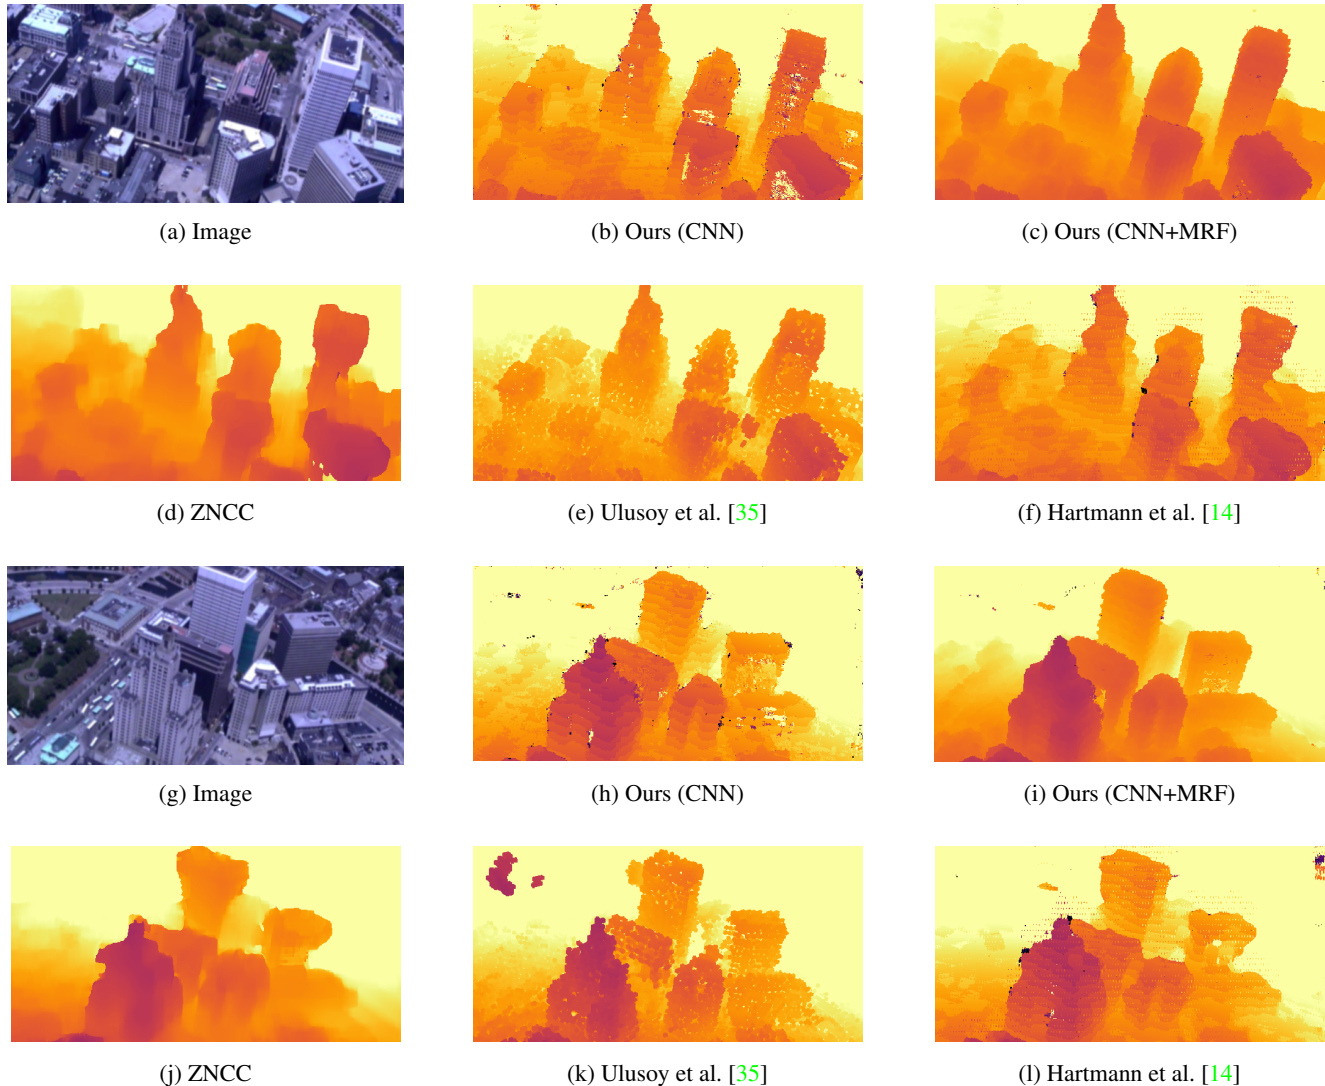 (a) Image
(b) Ours (CNN)
(c) Ours (CNN+MRF)
(d) ZNCC
(e) Ulusoy et al. [35]
(f) Hartmann et al. [14]
(g) Image
(h) Ours (CNN)
(i) Ours (CNN+MRF)
(j) ZNCC
(k) Ulusoy et al. [35]
(l) Hartmann et al. [14]